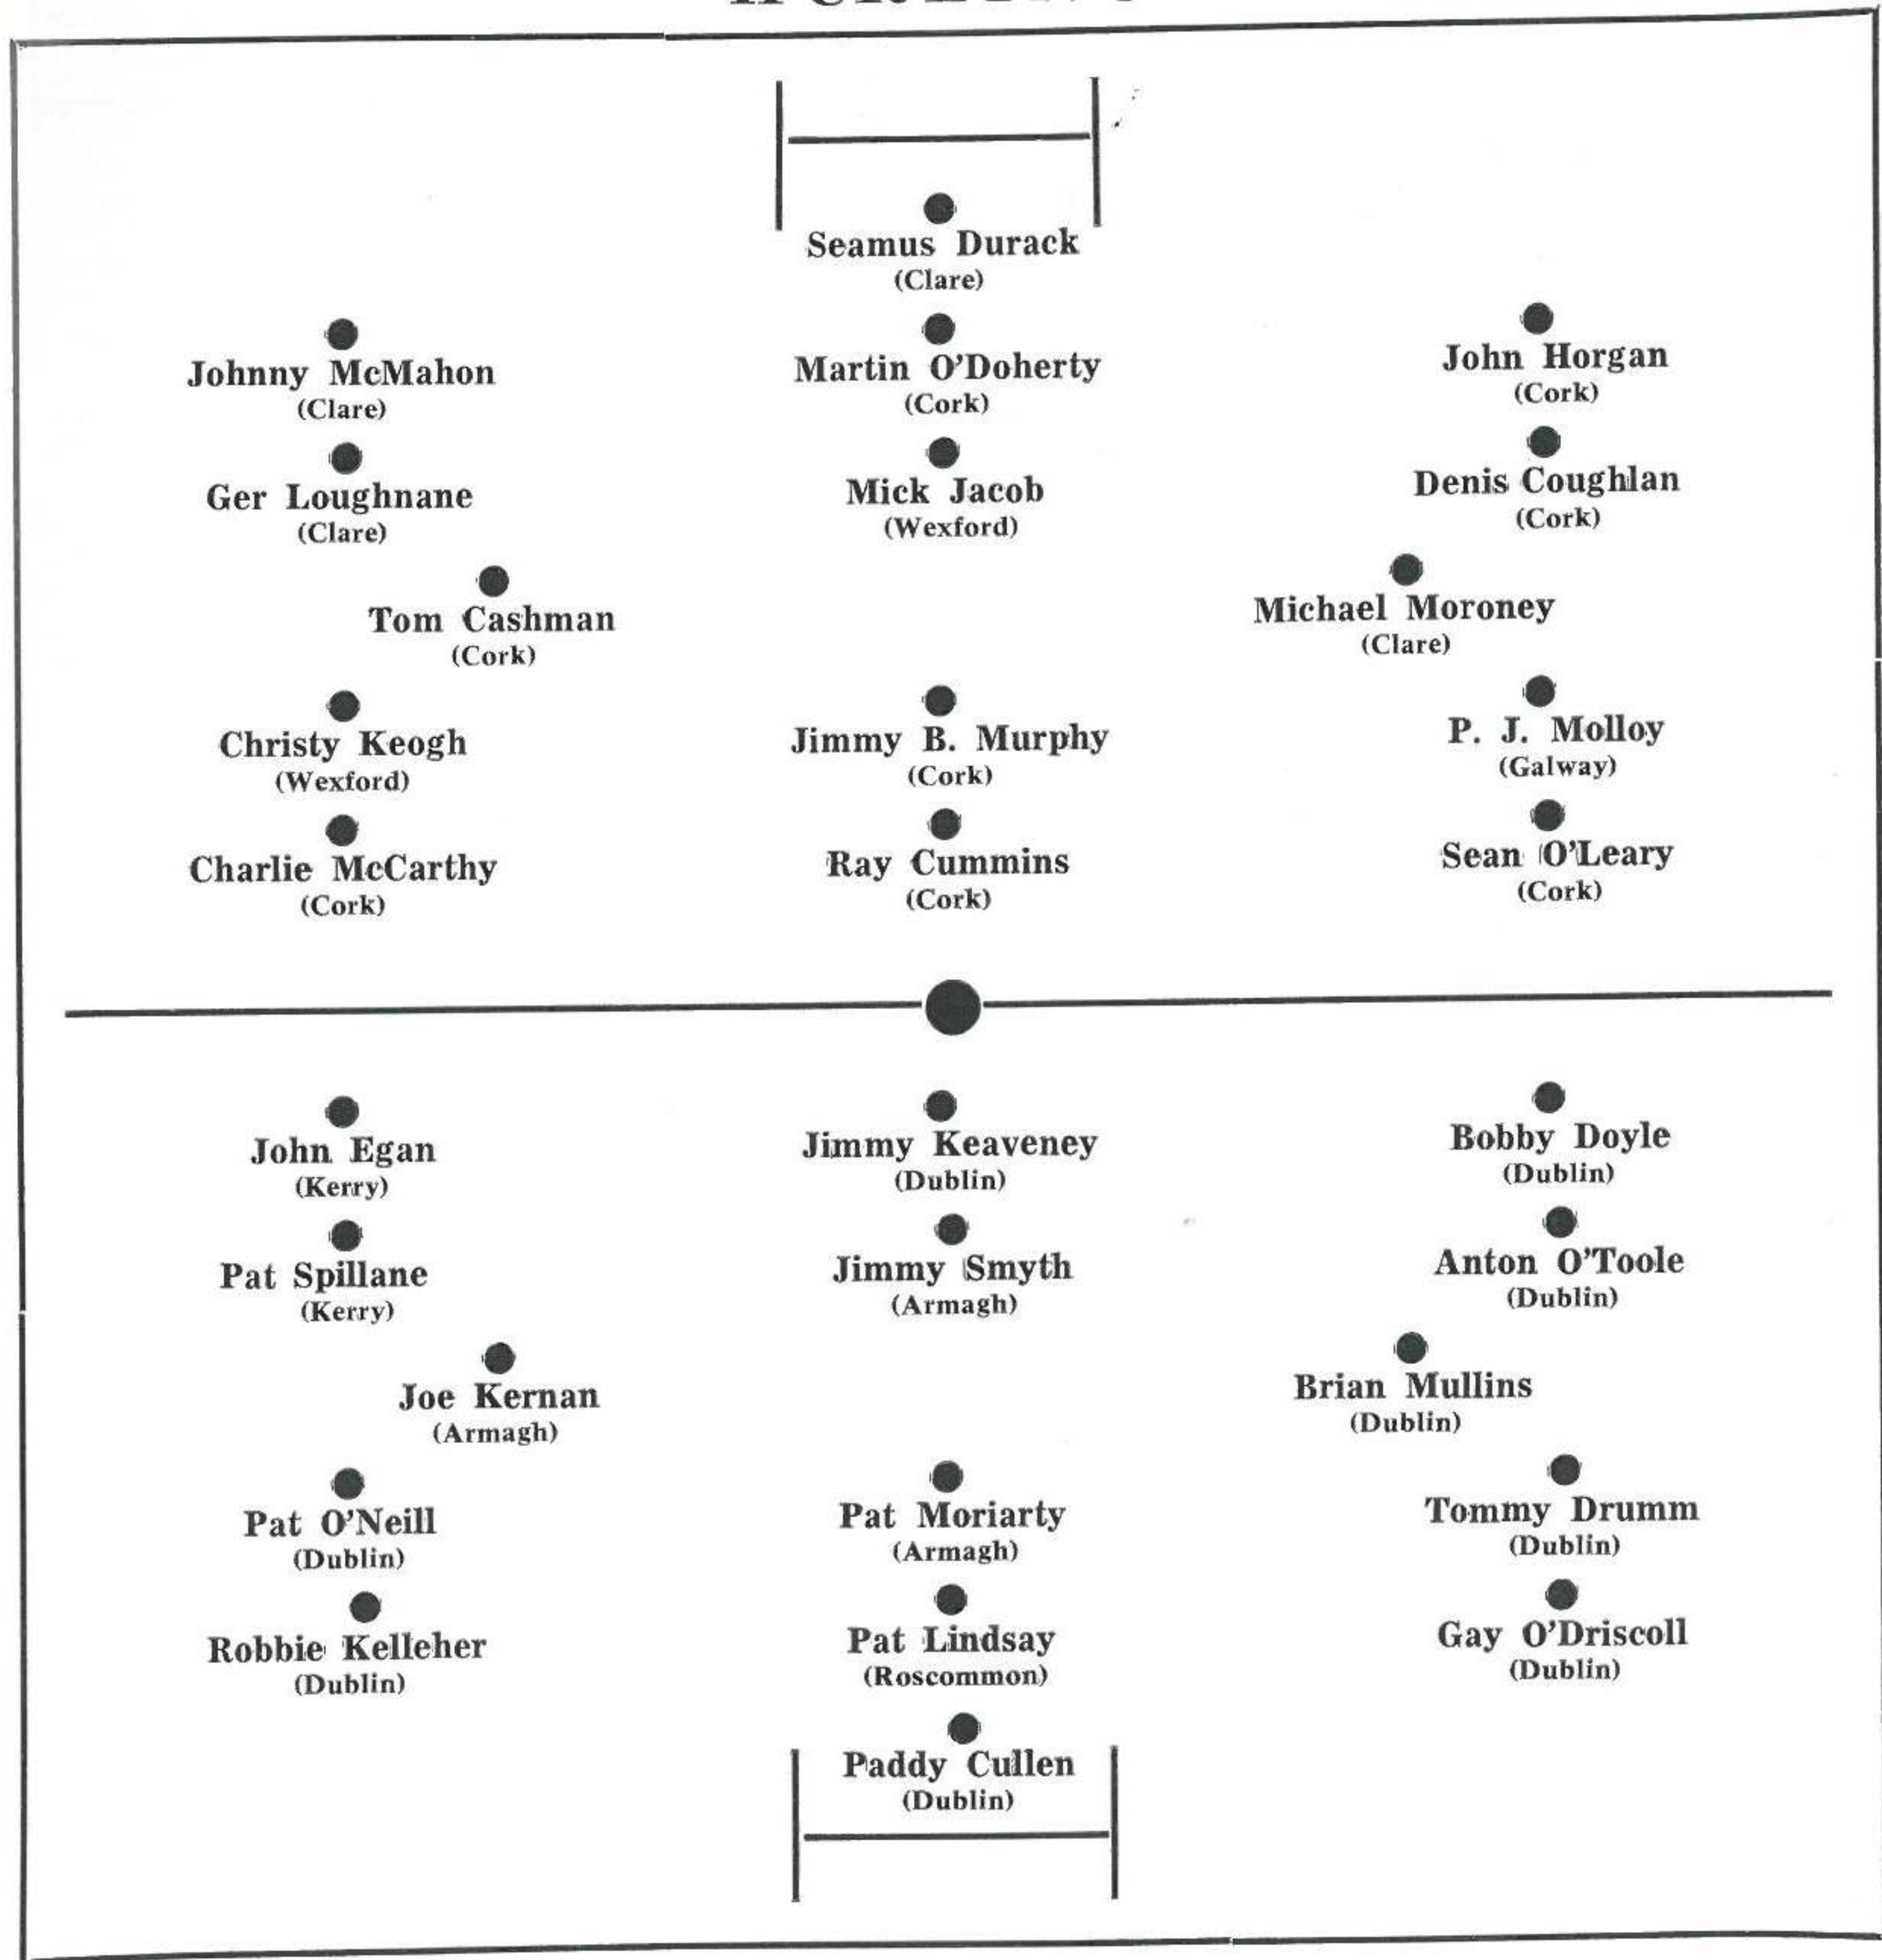 Seamus Durack
(Clare)
Johnny McMahon
(Clare)
Martin O'Doherty
(Cork)
John Horgan
(Cork)
Ger Loughnane
(Clare)
Mick Jacob
(Wexford)
Denis Coughlan
(Cork)
Tom Cashman
(Cork)
Michael Moroney
(Clare)
Christy Keogh
(Wexford)
Jimmy B. Murphy
(Cork)
P. J. Molloy
(Galway)
Charlie McCarthy
(Cork)
Ray Cummins
(Cork)
Sean O'Leary
(Cork)
John Egan
(Kerry)
Jimmy Keaveney
(Dublin)
Bobby Doyle
(Dublin)
Pat Spillane
(Kerry)
Jimmy Smyth
(Armagh)
Anton O'Toole
(Dublin)
Joe Kernan
(Armagh)
Brian Mullins
(Dublin)
Pat O'Neill
(Dublin)
Pat Moriarty
(Armagh)
Tommy Drumm
(Dublin)
Robbie Kelleher
(Dublin)
Pat Lindsay
(Roscommon)
Gay O'Driscoll
(Dublin)
Paddy Cullen
(Dublin)